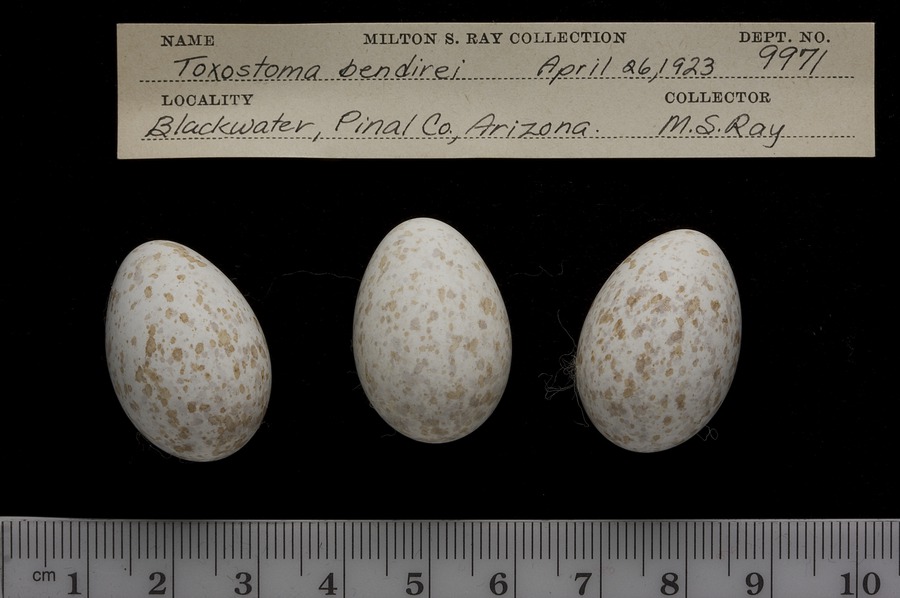 NAME MILTON S. RAY COLLECTION DEPT. NO.
Toxostoma bendirei April 26, 1923 9971
LOCALITY COLLECTOR
Blackwater, Pinal Co., Arizona. M.S. Ray
cm 1 2 3 4 5 6 7 8 9 10